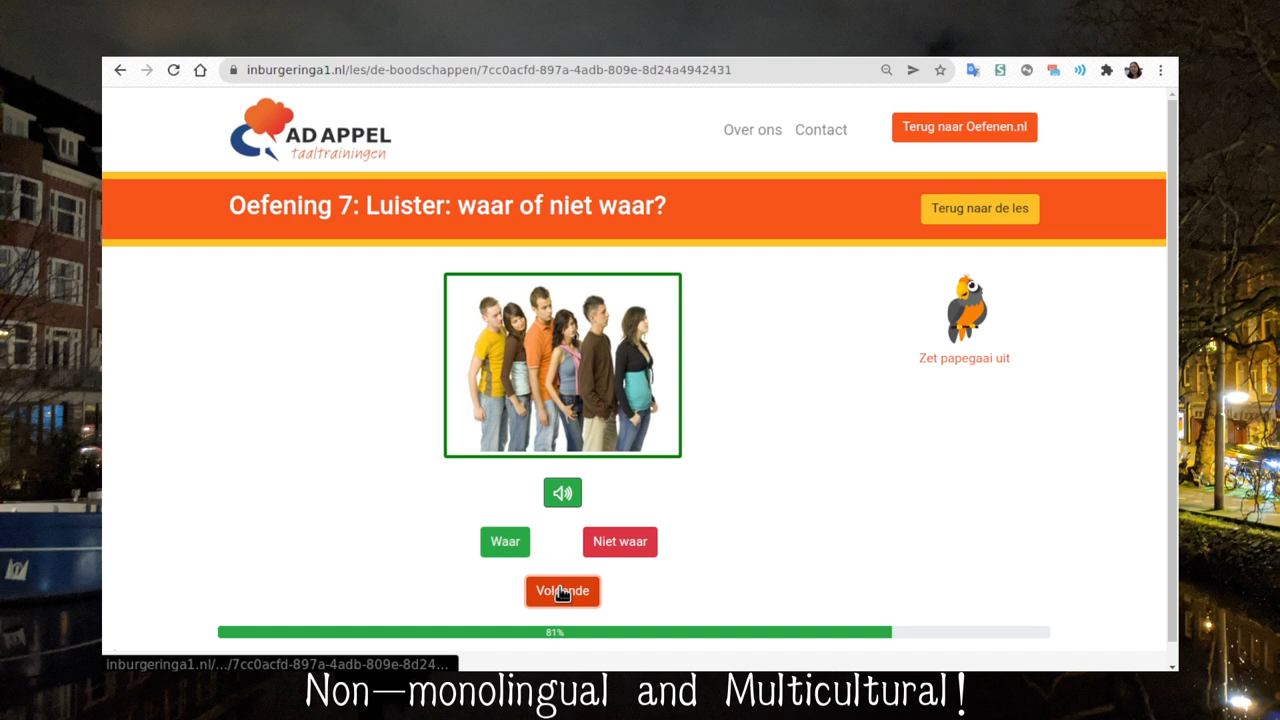 inburgeringa1.nl/les/de-boodschappen/7cc0acfd-897a-4adb-809e-8d24a4942431
AD APPEL
taaltrainingen
Over ons
Contact
Terug naar Oefenen.nl
Oefening 7: Luister: waar of niet waar?
Terug naar de les
Zet papegaai uit
Waar
Niet waar
Volgende
81%
inburgeringa1.nl/.../7cc0acfd-897a-4adb-809e-8d24...
Non-monolingual and Multicultural!